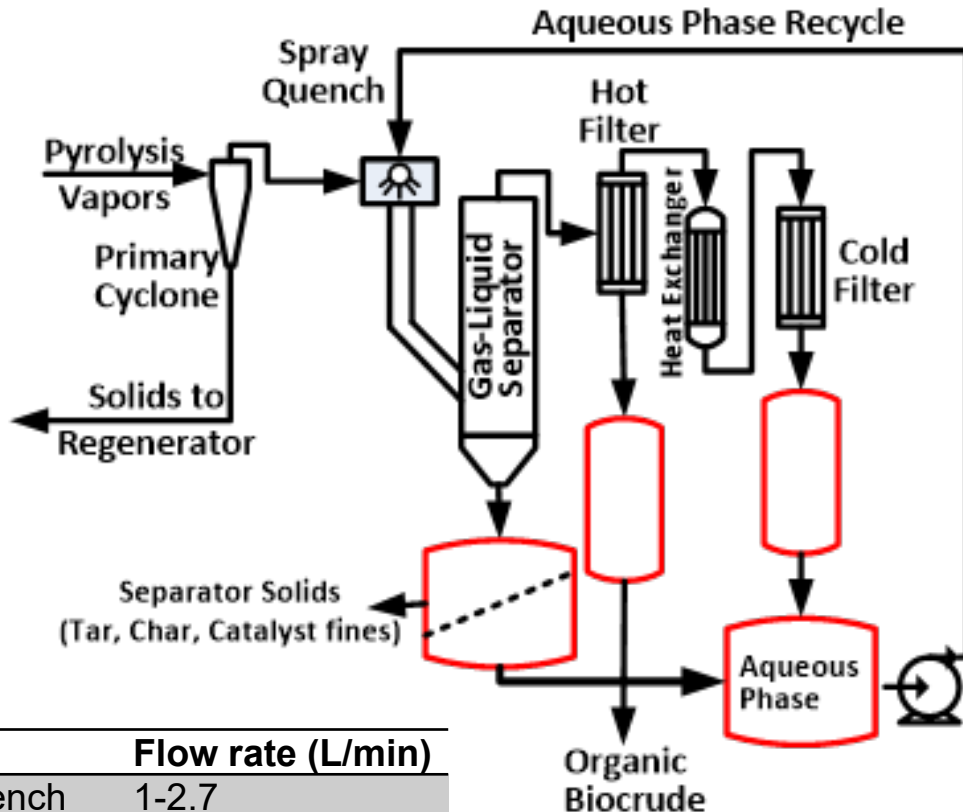 Aqueous Phase Recycle
Spray
Quench
Hot
Filter
Pyrolysis
Vapors
Primary
Cyclone
Gas-Liquid
Separator
Heat Exchanger
Cold
Filter
Solids to
Regenerator
Separator Solids
(Tar, Char, Catalyst fines)
Aqueous
Phase
Organic
Biocrude
Flow rate (L/min)
ench 1-2.7